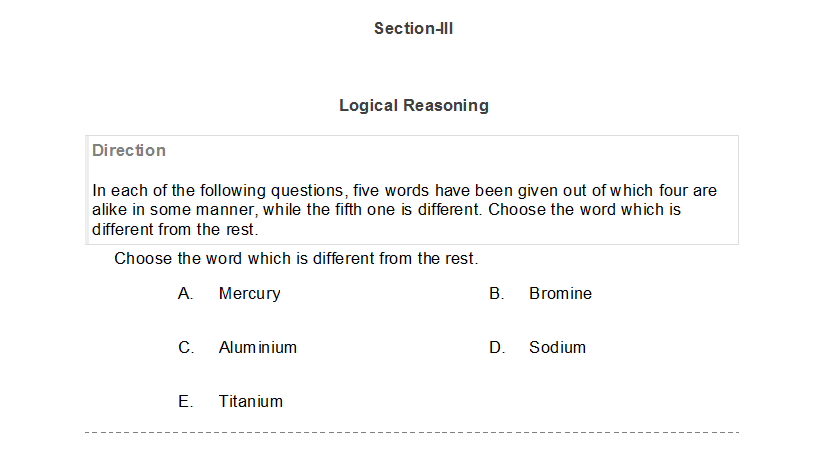 Section-III
Logical Reasoning
Direction
In each of the following questions, five words have been given out of which four are
alike in some manner, while the fifth one is different. Choose the word which is
different from the rest.
Choose the word which is different from the rest.
A. Mercury B. Bromine
C. Aluminium D. Sodium
E. Titanium